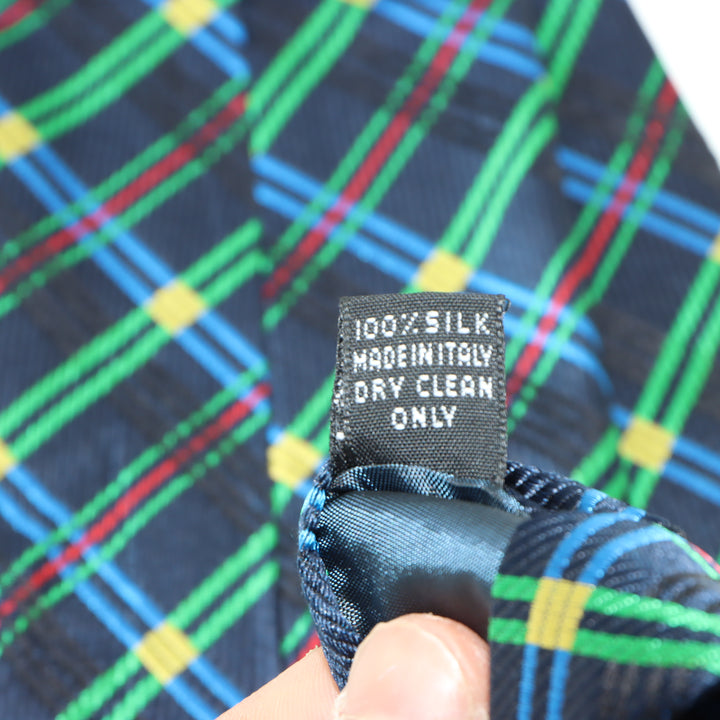 100% SILK
MADE IN ITALY
DRY CLEAN
ONLY